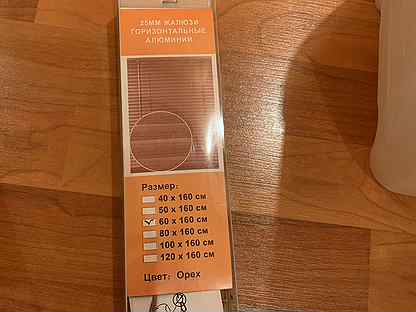 25ММ ЖАЛЮЗИ
ГОРИЗОНТАЛЬНЫЕ
АЛЮМИНИЙ
Размер:
40 х 160 см
50 х 160 см
60 х 160 см
80 х 160 см
100 х 160 см
120 х 160 см
Цвет: Орех